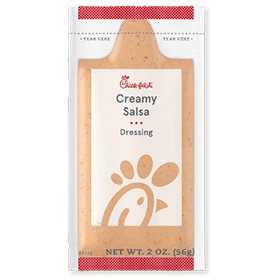 TEAR HERE TEAR HERE
Chick-fil-A
Creamy
Salsa
Dressing
NET WT. 2 OZ. (56g)